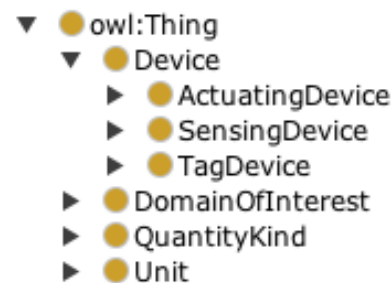 owl:Thing
Device
ActuatingDevice
SensingDevice
TagDevice
DomainOfInterest
QuantityKind
Unit